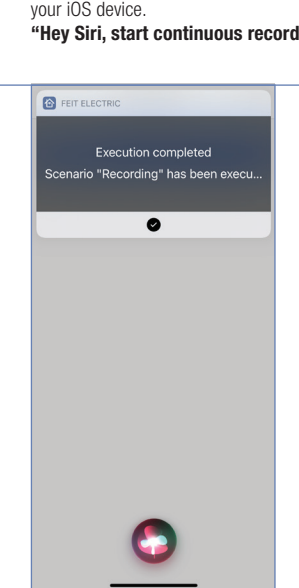 your iOS device.
“Hey Siri, start continuous record
FEIT ELECTRIC
Execution completed
Scenario "Recording" has been execu...